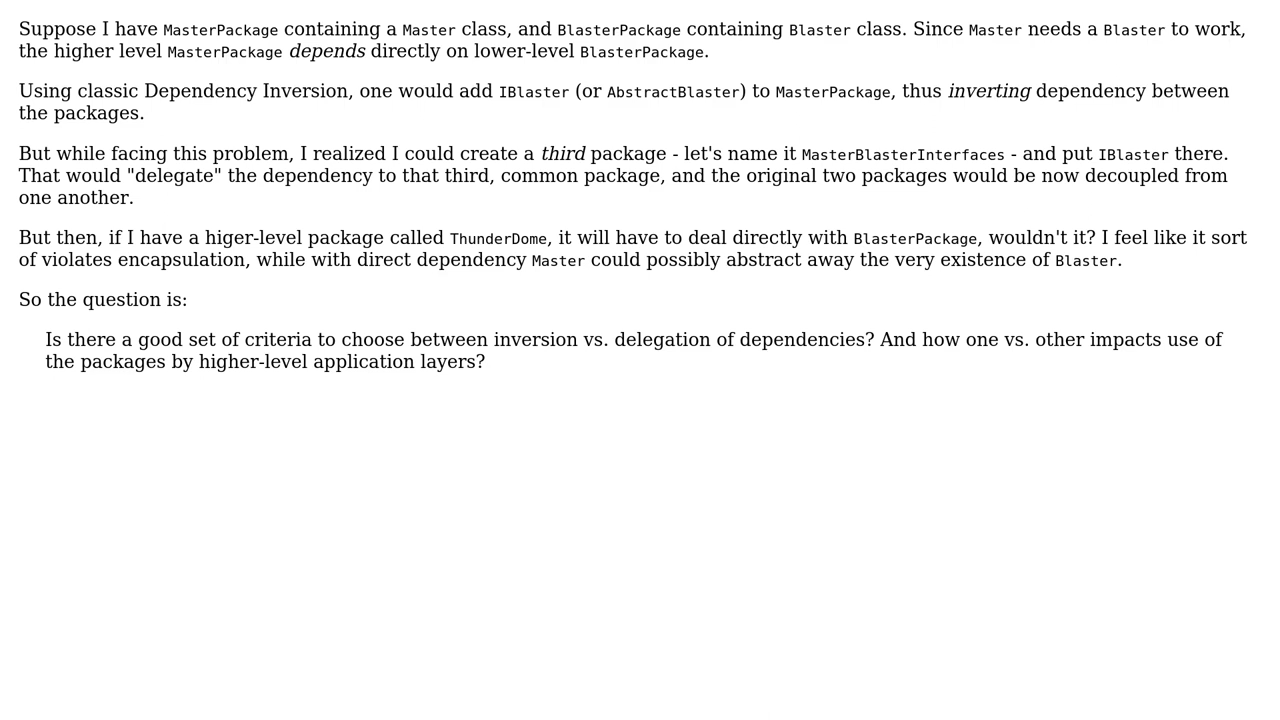 Suppose I have MasterPackage containing a Master class, and BlasterPackage containing Blaster class. Since Master needs a Blaster to work,
the higher level MasterPackage depends directly on lower-level BlasterPackage.
Using classic Dependency Inversion, one would add IBlaster (or AbstractBlaster) to MasterPackage, thus inverting dependency between
the packages.
But while facing this problem, I realized I could create a third package - let's name it MasterBlasterInterfaces - and put IBlaster there.
That would "delegate" the dependency to that third, common package, and the original two packages would be now decoupled from
one another.
But then, if I have a higer-level package called ThunderDome, it will have to deal directly with BlasterPackage, wouldn't it? I feel like it sort
of violates encapsulation, while with direct dependency Master could possibly abstract away the very existence of Blaster.
So the question is:
Is there a good set of criteria to choose between inversion vs. delegation of dependencies? And how one vs. other impacts use of
the packages by higher-level application layers?